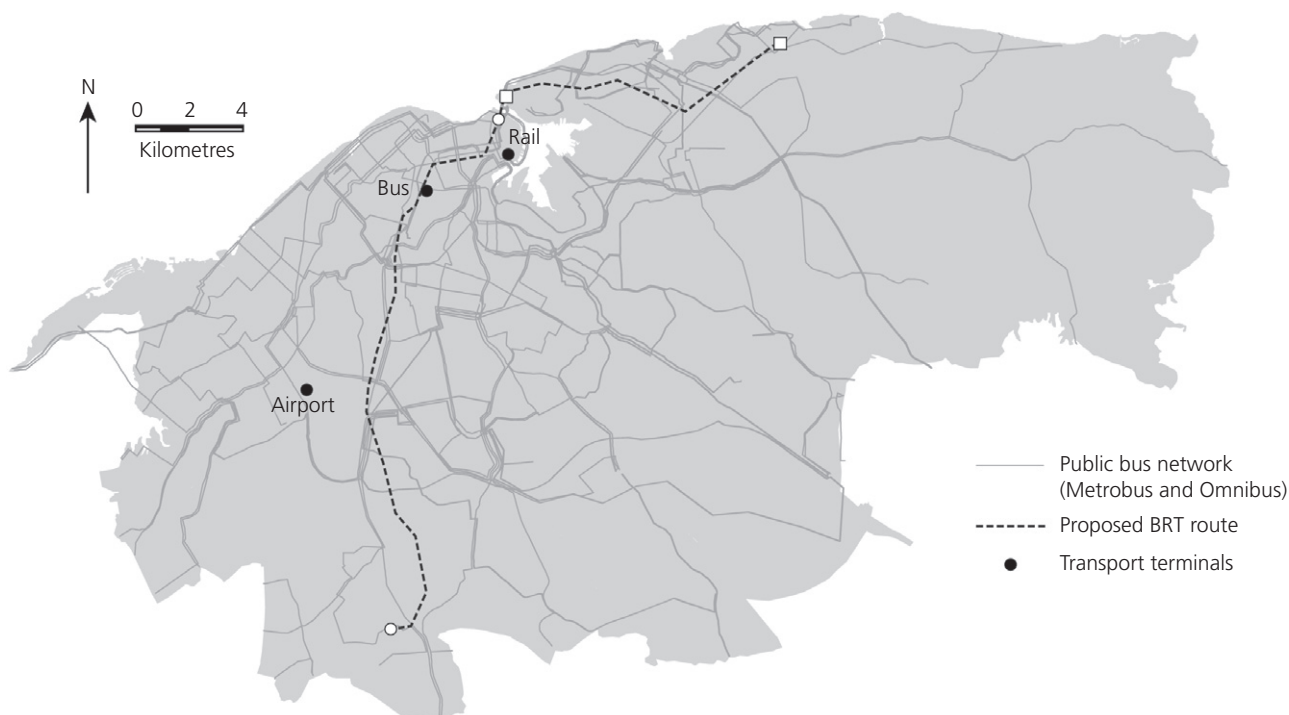 N
0 2 4
Kilometres
Rail
Bus
Airport
Public bus network
(Metrobus and Omnibus)
Proposed BRT route
Transport terminals